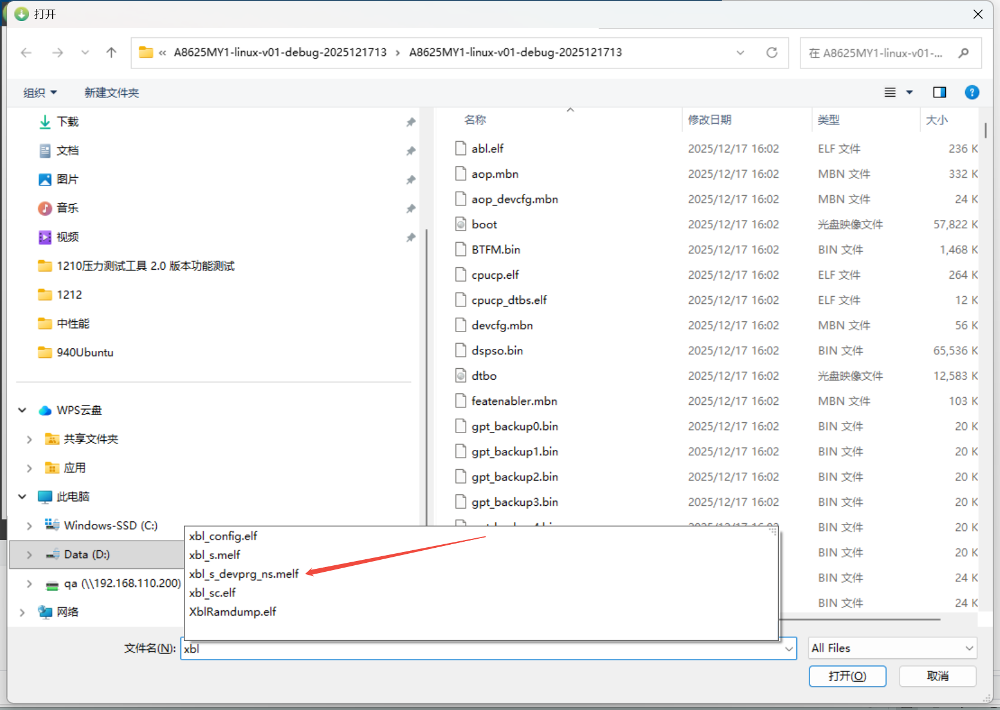 打开
« A8625MY1-linux-v01-debug-2025121713 › A8625MY1-linux-v01-debug-2025121713
在 A8625MY1-linux-v01-...
组织 新建文件夹
下载
文档
图片
音乐
视频
1210压力测试工具 2.0 版本功能测试
1212
中性能
940Ubuntu
WPS云盘
共享文件夹
应用
此电脑
Windows-SSD (C:)
Data (D:)
qa (\\192.168.110.200)
网络
名称 修改日期 类型 大小
abl.elf 2025/12/17 16:02 ELF 文件 236 K
aop.mbn 2025/12/17 16:02 MBN 文件 332 K
aop_devcfg.mbn 2025/12/17 16:02 MBN 文件 24 K
boot 2025/12/17 16:02 光盘映像文件 57,822 K
BTFM.bin 2025/12/17 16:02 BIN 文件 1,468 K
cpucp.elf 2025/12/17 16:02 ELF 文件 264 K
cpucp_dtbs.elf 2025/12/17 16:02 ELF 文件 12 K
devcfg.mbn 2025/12/17 16:02 MBN 文件 56 K
dspso.bin 2025/12/17 16:02 BIN 文件 65,536 K
dtbo 2025/12/17 16:02 光盘映像文件 12,583 K
featenabler.mbn 2025/12/17 16:02 MBN 文件 103 K
gpt_backup0.bin 2025/12/17 16:02 BIN 文件 20 K
gpt_backup1.bin 2025/12/17 16:02 BIN 文件 20 K
gpt_backup2.bin 2025/12/17 16:02 BIN 文件 20 K
gpt_backup3.bin 2025/12/17 16:02 BIN 文件 20 K
BIN 文件 20 K
BIN 文件 20 K
BIN 文件 24 K
BIN 文件 24 K
xbl_config.elf
xbl_s.melf
xbl_s_devprg_ns.melf
xbl_sc.elf
XblRamdump.elf
文件名(N): xbl
All Files
打开(O) 取消